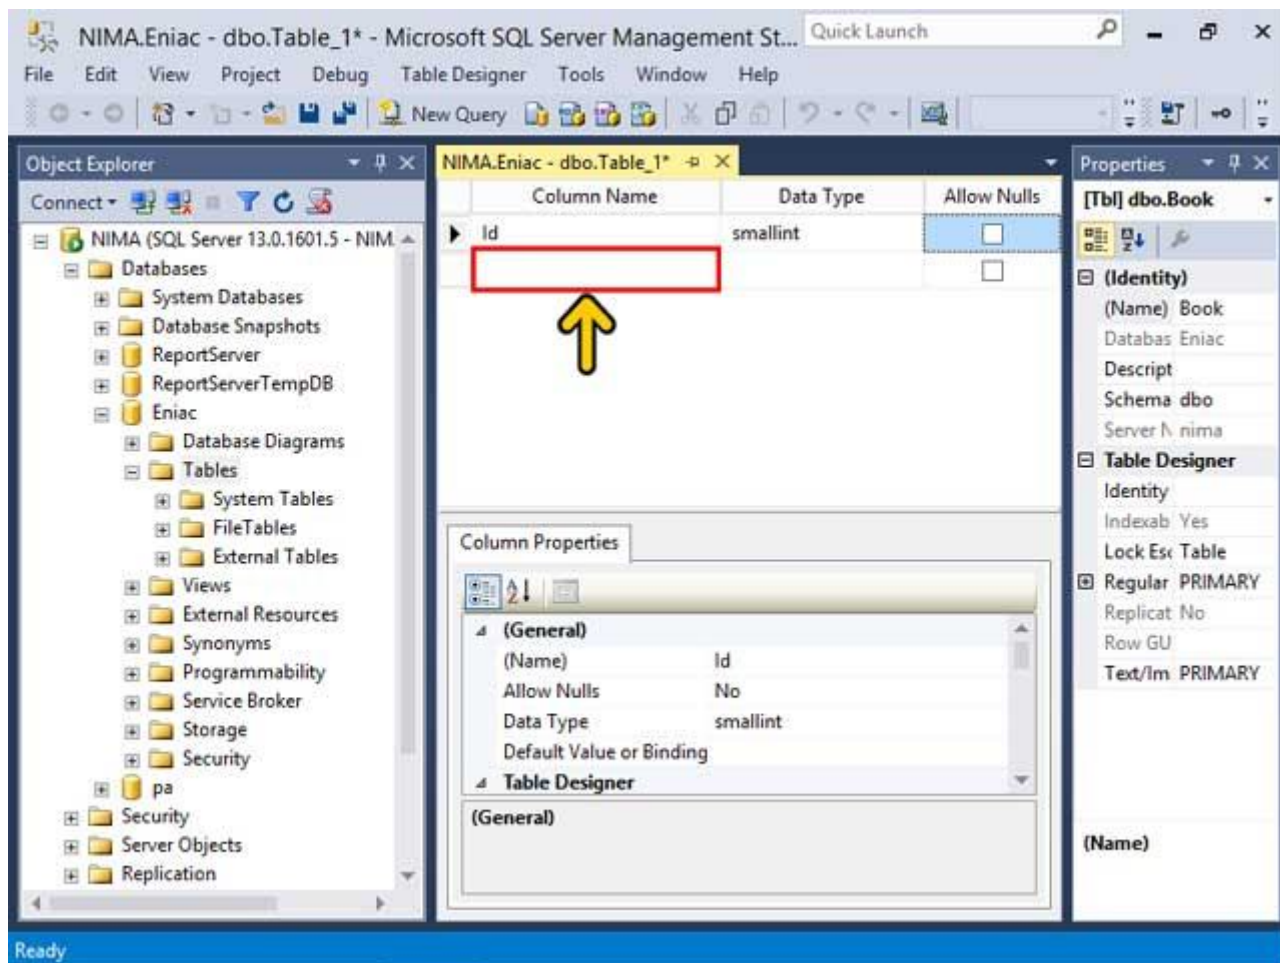 NIMA.Eniac - dbo.Table_1* - Microsoft SQL Server Management St...
Quick Launch
File Edit View Project Debug Table Designer Tools Window Help
New Query
Object Explorer
Connect
NIMA (SQL Server 13.0.1601.5 - NIM
Databases
System Databases
Database Snapshots
ReportServer
ReportServerTempDB
Eniac
Database Diagrams
Tables
System Tables
FileTables
External Tables
Views
External Resources
Synonyms
Programmability
Service Broker
Storage
Security
pa
Security
Server Objects
Replication
NIMA.Eniac - dbo.Table_1*
Column Name Data Type Allow Nulls
Id smallint
Column Properties
(General)
(Name) Id
Allow Nulls No
Data Type smallint
Default Value or Binding
Table Designer
(General)
Properties
[Tbl] dbo.Book
(Identity)
(Name) Book
Databas Eniac
Descript
Schema dbo
Server N nima
Table Designer
Identity
Indexab Yes
Lock Esc Table
Regular PRIMARY
Replicat No
Row GU
Text/Im PRIMARY
(Name)
Ready